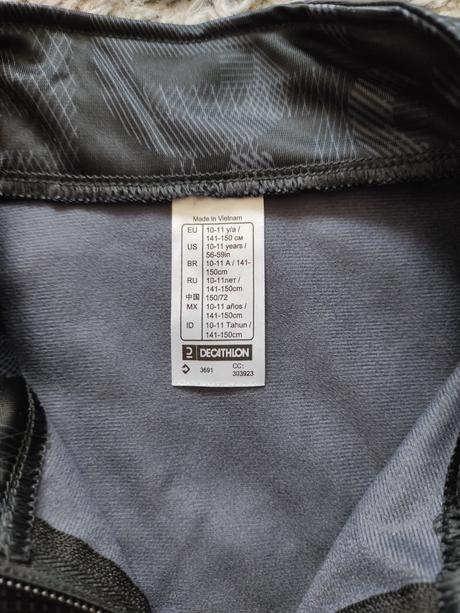 Made in Vietnam
EU 10-11 y/a /
141-150 см
US 10-11 years /
56-59in
BR 10-11 A / 141-
150cm
RU 10-11лет /
141-150cm
中国 150/72
MX 10-11 años /
141-150cm
ID 10-11 Tahun /
141-150cm
DECATHLON
3691 CC:
303923